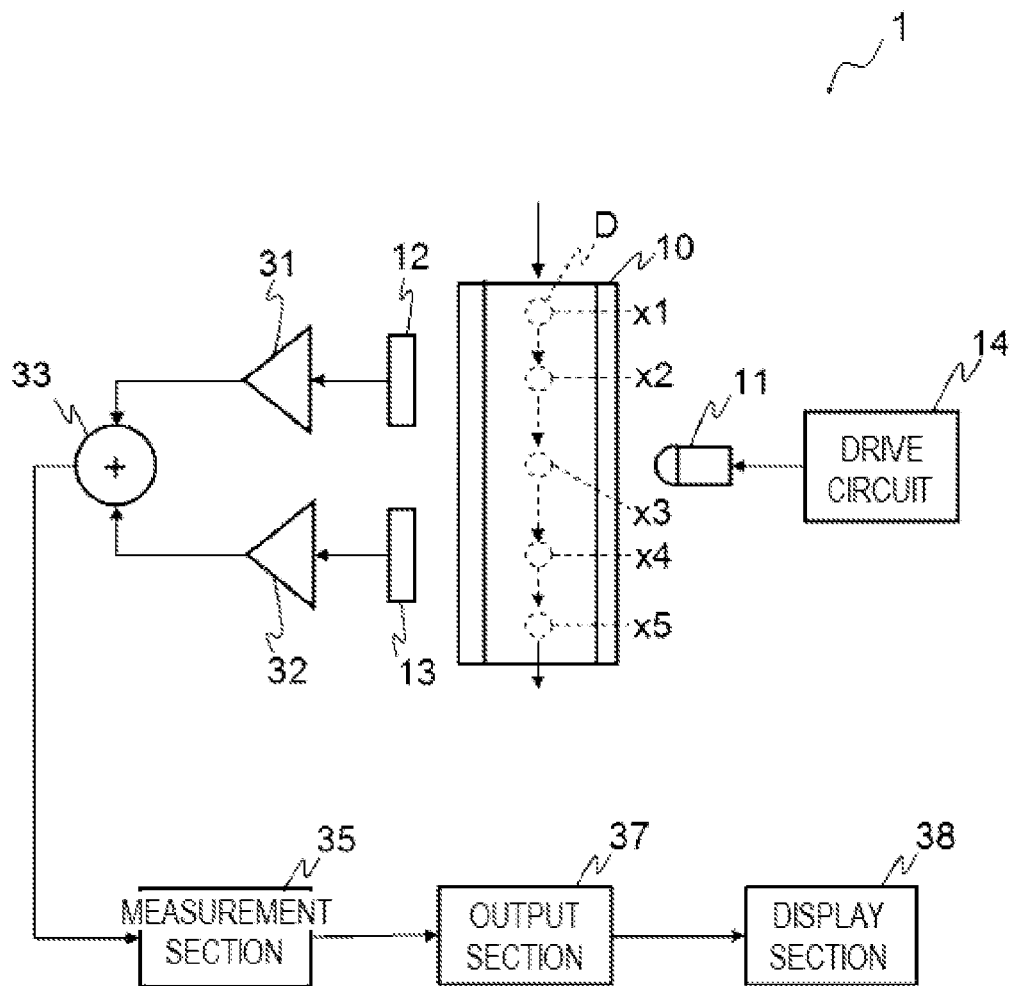 1
D
10
31
12
x1
33
x2
11
14
DRIVE
CIRCUIT
+
x3
x4
x5
32
13
35
37
38
MEASUREMENT
SECTION
OUTPUT
SECTION
DISPLAY
SECTION